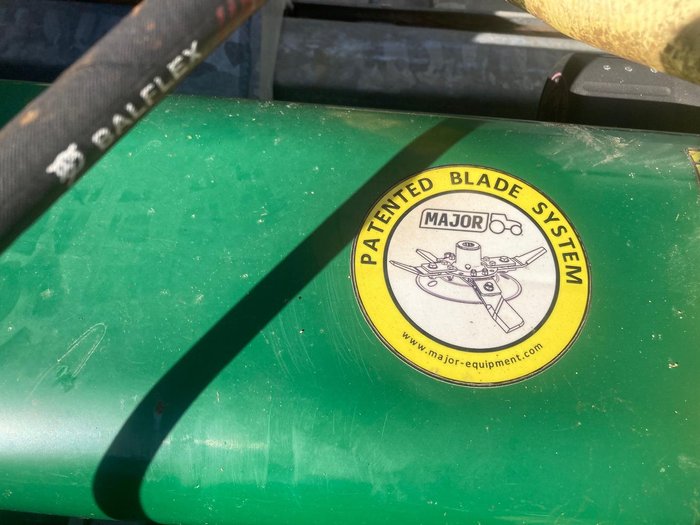 BALFLEX
PATENTED BLADE SYSTEM
MAJOR
www.major-equipment.com